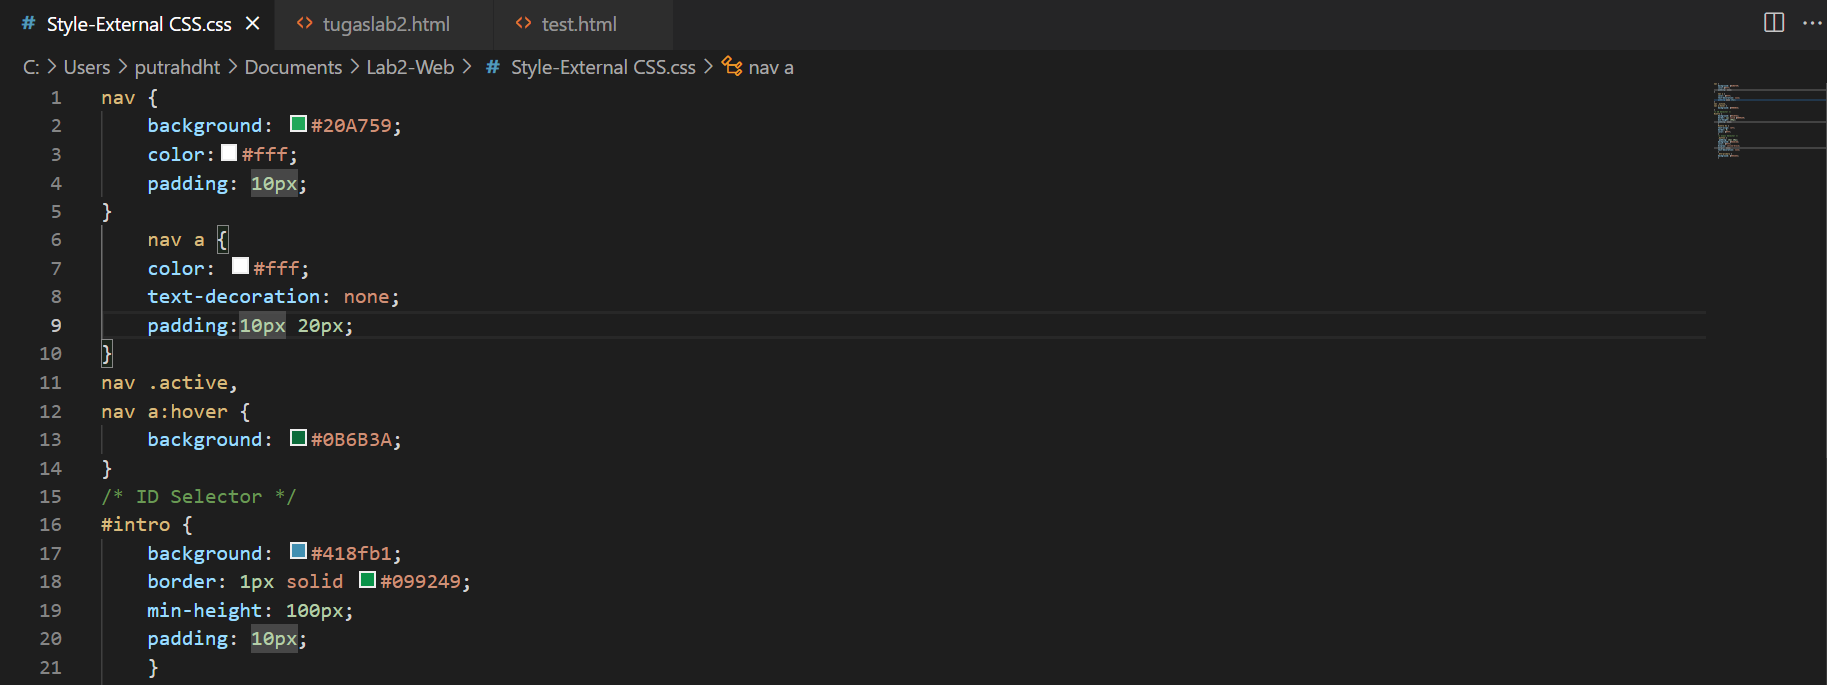 # Style-External CSS.css × <> tugaslab2.html <> test.html ...
C: > Users > putrahdht > Documents > Lab2-Web > # Style-External CSS.css > nav a
1 nav {
2     background: #20A759;
3     color: #fff;
4     padding: 10px;
5 }
6     nav a {
7     color: #fff;
8     text-decoration: none;
9     padding:10px 20px;
10 }
11 nav .active,
12 nav a:hover {
13     background: #0B6B3A;
14 }
15 /* ID Selector */
16 #intro {
17     background: #418fb1;
18     border: 1px solid #099249;
19     min-height: 100px;
20     padding: 10px;
21     }